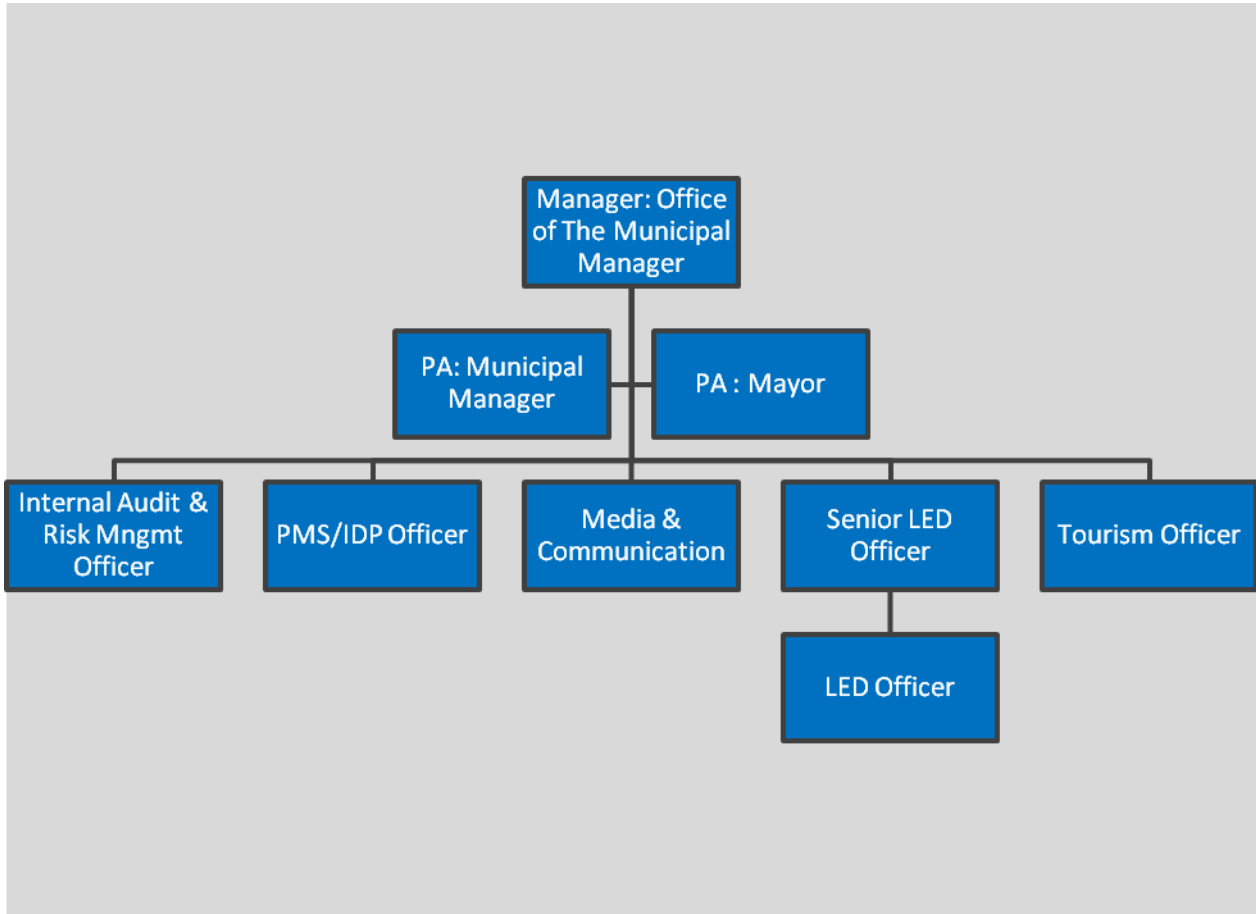 Manager: Office
of The Municipal
Manager
PA: Municipal
Manager
PA : Mayor
Internal Audit &
Risk Mngmt
Officer
PMS/IDP Officer
Media &
Communication
Senior LED
Officer
Tourism Officer
LED Officer